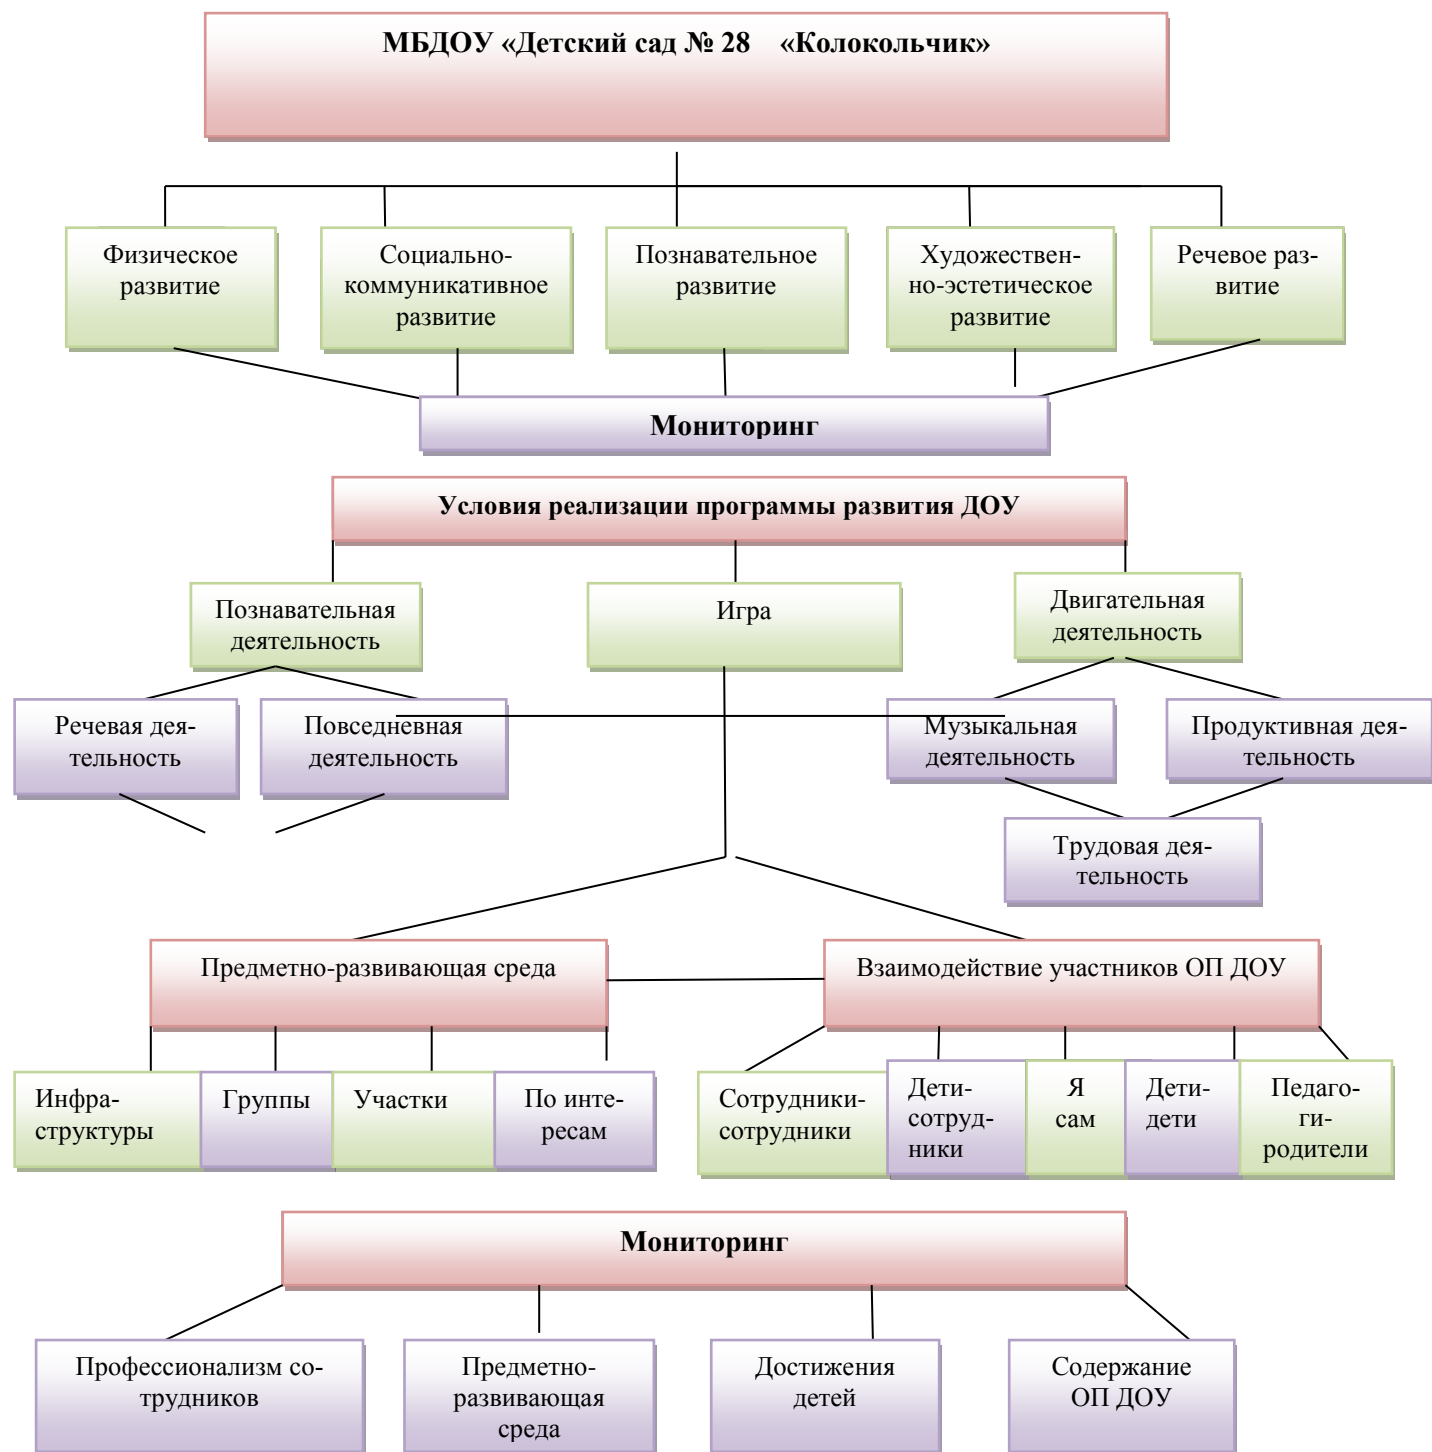 МБДОУ «Детский сад № 28 «Колокольчик»
Физическое
развитие
Социально-
коммуникативное
развитие
Познавательное
развитие
Художествен-
но-эстетическое
развитие
Речевое раз-
витие
Мониторинг
Условия реализации программы развития ДОУ
Познавательная
деятельность
Игра
Двигательная
деятельность
Речевая дея-
тельность
Повседневная
деятельность
Музыкальная
деятельность
Продуктивная дея-
тельность
Трудовая дея-
тельность
Предметно-развивающая среда
Взаимодействие участников ОП ДОУ
Инфра-
структуры
Группы
Участки
По инте-
ресам
Сотрудники-
сотрудники
Дети-
сотруд-
ники
Я
сам
Дети-
дети
Педаго-
ги-
родители
Мониторинг
Профессионализм со-
трудников
Предметно-
развивающая
среда
Достижения
детей
Содержание
ОП ДОУ